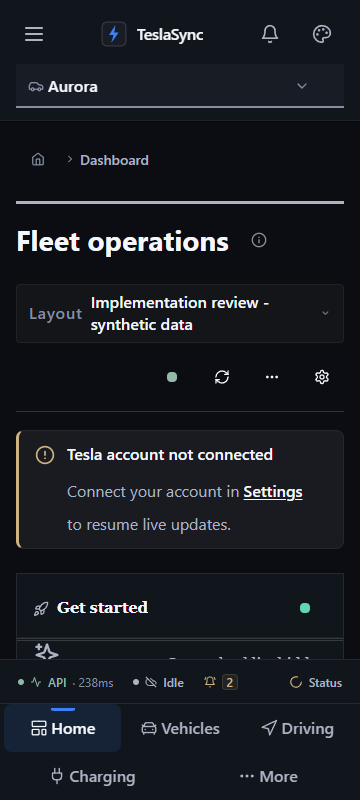 TeslaSync
Aurora
Dashboard
Fleet operations
Layout
Implementation review -
synthetic data
Tesla account not connected
Connect your account in Settings
to resume live updates.
Get started
API · 238ms
Idle
2
Status
Home
Vehicles
Driving
Charging
More